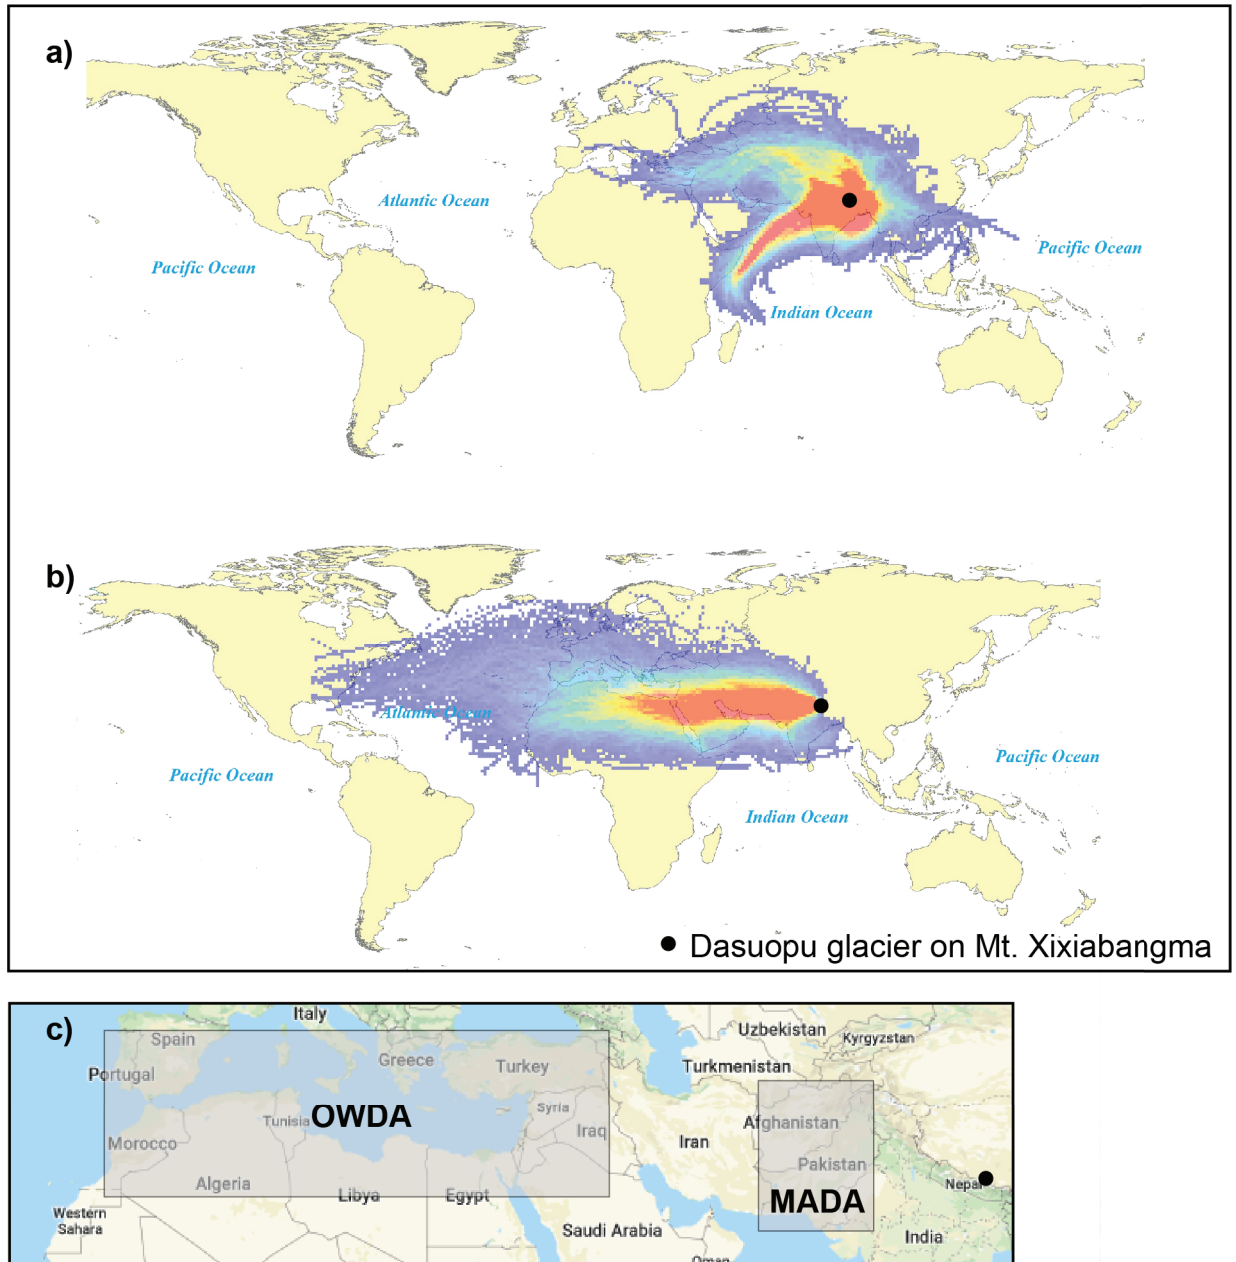 a)
Atlantic Ocean
Pacific Ocean
Pacific Ocean
Indian Ocean
b)
Atlantic Ocean
Pacific Ocean
Pacific Ocean
Indian Ocean
Dasuopu glacier on Mt. Xixiabangma
c)
Italy
Spain
Uzbekistan
Kyrgyzstan
Greece
Turkey
Turkmenistan
Portugal
Tunisia
OWDA
Syria
Afghanistan
Morocco
Iraq
Iran
Pakistan
Algeria
Libya
Egypt
MADA
Nepal
Western
Sahara
Saudi Arabia
India
Oman